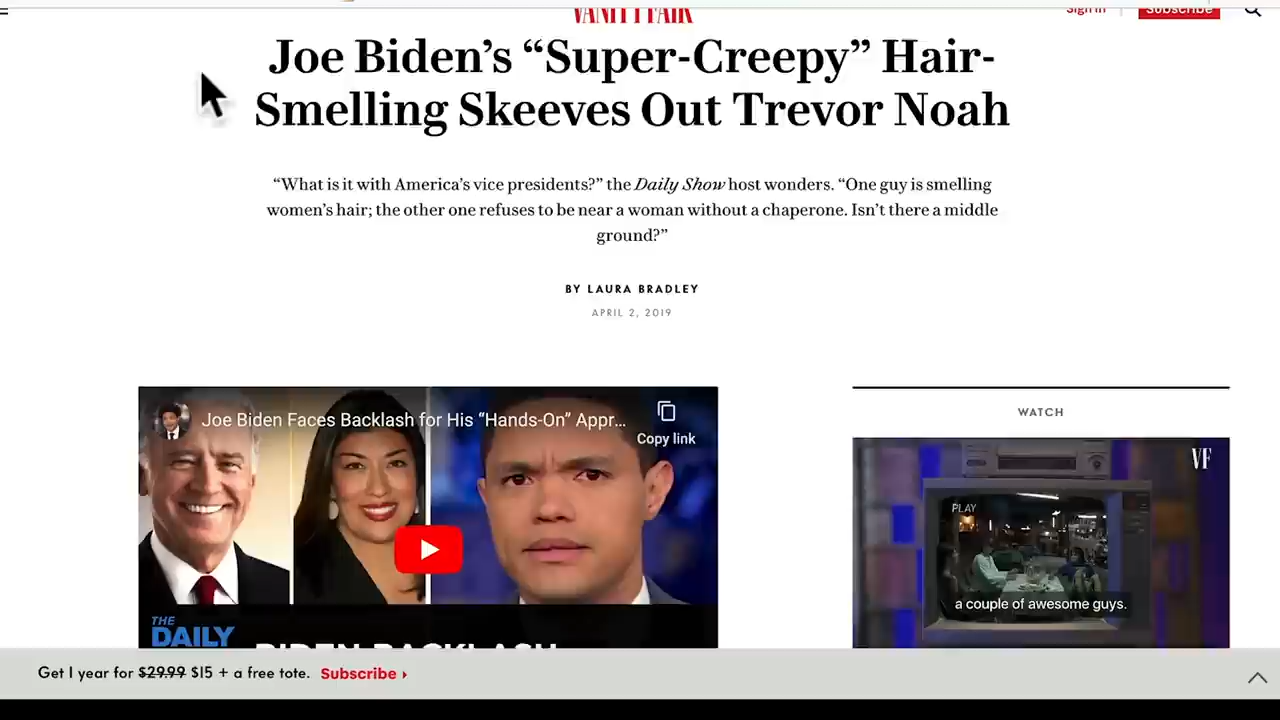 VANITY FAIR
Sign In
Subscribe
Joe Biden’s “Super-Creepy” Hair-
Smelling Skeeves Out Trevor Noah
“What is it with America’s vice presidents?” the Daily Show host wonders. “One guy is smelling
women’s hair; the other one refuses to be near a woman without a chaperone. Isn’t there a middle
ground?”
BY LAURA BRADLEY
APRIL 2, 2019
Joe Biden Faces Backlash for His “Hands-On” Appr...
Copy link
THE
DAILY
BIDEN BACKLASH
WATCH
VF
PLAY
a couple of awesome guys.
Get 1 year for $29.99 $15 + a free tote. Subscribe ›